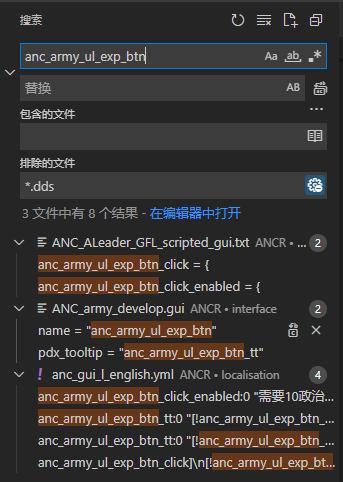 搜索
anc_army_ul_exp_btn Aa ab .*
替换 AB
包含的文件
排除的文件
*.dds
3 文件中有 8 个结果 - 在编辑器中打开
ANC_ALeader_GFL_scripted_gui.txt ANCR • ... 2
anc_army_ul_exp_btn_click = {
anc_army_ul_exp_btn_click_enabled = {
ANC_army_develop.gui ANCR • interface 2
name = "anc_army_ul_exp_btn"
pdx_tooltip = "anc_army_ul_exp_btn_tt"
anc_gui_l_english.yml ANCR • localisation 4
anc_army_ul_exp_btn_click_enabled:0 "需要10政治...
anc_army_ul_exp_btn_tt:0 "[!anc_army_ul_exp_btn_...
anc_army_ul_exp_btn_tt:0 "[!anc_army_ul_exp_btn_...
anc_army_ul_exp_btn_click]\n[!anc_army_ul_exp_bt...